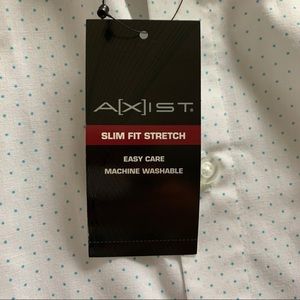 A[X]IST®
SLIM FIT STRETCH
EASY CARE
MACHINE WASHABLE